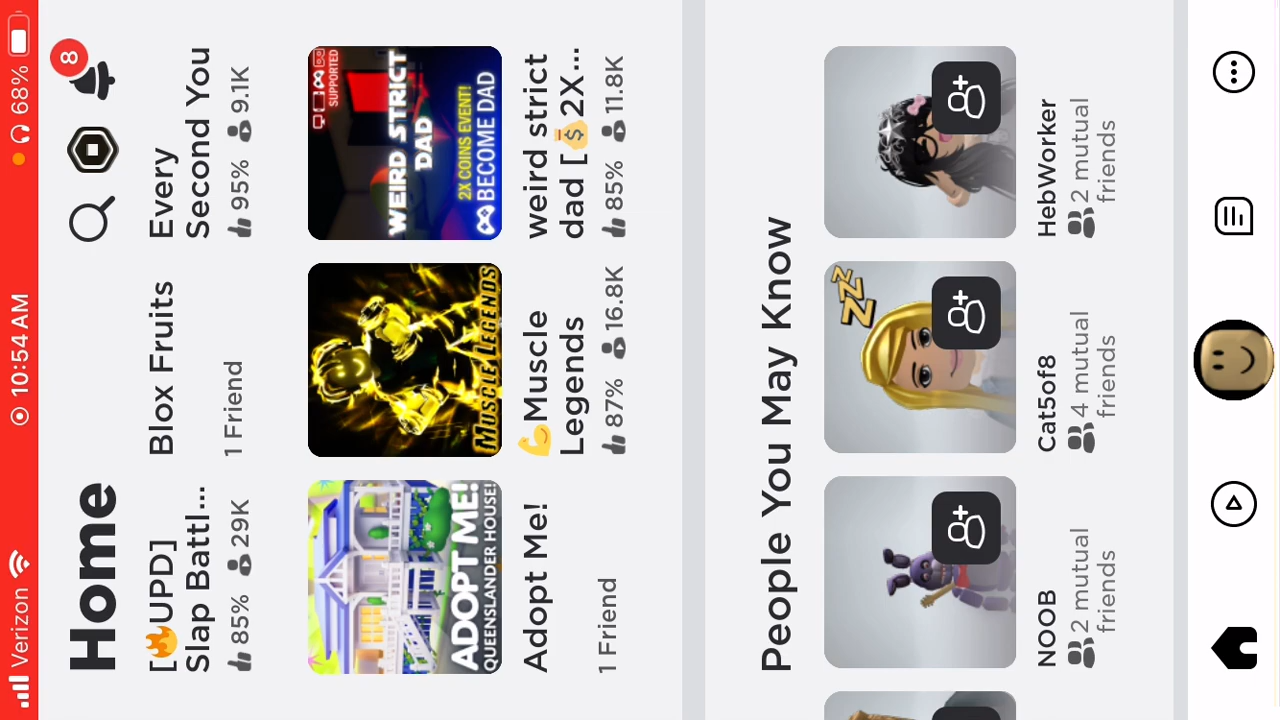 Verizon 10:54 AM 68%
Home
8
[🔥UPD]
Slap Battl...
85% 29K
Blox Fruits
1 Friend
Every
Second You
95% 9.1K
ADOPT ME!
QUEENSLANDER HOUSE!
Adopt Me!
1 Friend
MUSCLE LEGENDS
💪Muscle
Legends
87% 16.8K
SUPPORTED
WEIRD STRICT
DAD
2X COINS EVENT!
BECOME DAD
weird strict
dad [💰2X...
85% 11.8K
People You May Know
NOOB
2 mutual
friends
ZZZ
Cat5of8
4 mutual
friends
HebWorker
2 mutual
friends